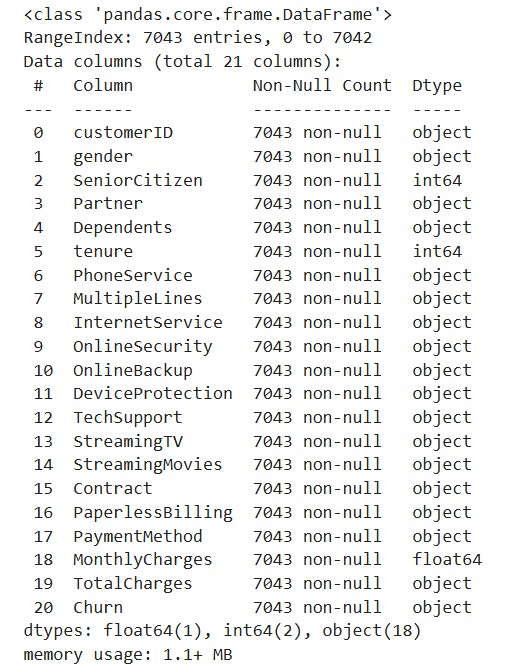 <class 'pandas.core.frame.DataFrame'>
RangeIndex: 7043 entries, 0 to 7042
Data columns (total 21 columns):
 #   Column            Non-Null Count  Dtype
---  ------            --------------  -----
 0   customerID        7043 non-null   object
 1   gender            7043 non-null   object
 2   SeniorCitizen     7043 non-null   int64
 3   Partner           7043 non-null   object
 4   Dependents        7043 non-null   object
 5   tenure            7043 non-null   int64
 6   PhoneService      7043 non-null   object
 7   MultipleLines     7043 non-null   object
 8   InternetService   7043 non-null   object
 9   OnlineSecurity    7043 non-null   object
 10  OnlineBackup      7043 non-null   object
 11  DeviceProtection  7043 non-null   object
 12  TechSupport       7043 non-null   object
 13  StreamingTV       7043 non-null   object
 14  StreamingMovies   7043 non-null   object
 15  Contract          7043 non-null   object
 16  PaperlessBilling  7043 non-null   object
 17  PaymentMethod     7043 non-null   object
 18  MonthlyCharges    7043 non-null   float64
 19  TotalCharges      7043 non-null   object
 20  Churn             7043 non-null   object
dtypes: float64(1), int64(2), object(18)
memory usage: 1.1+ MB